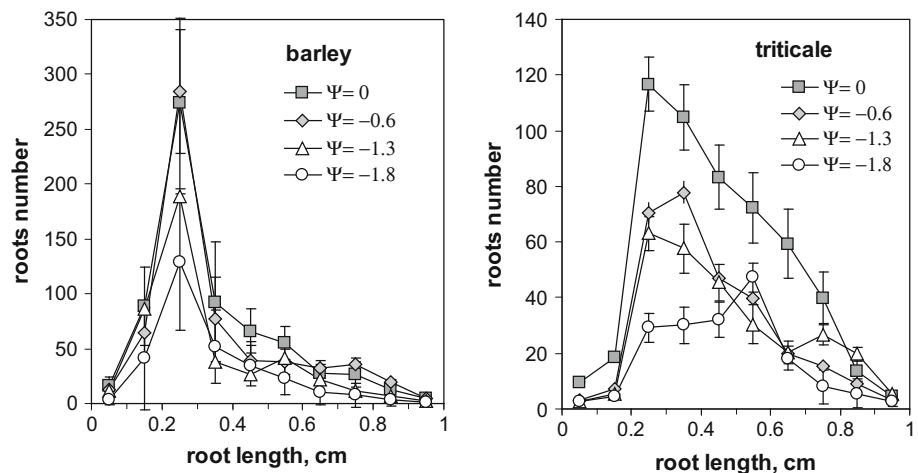 barley
Ψ= 0
Ψ= −0.6
Ψ= −1.3
Ψ= −1.8
roots number
350
300
250
200
150
100
50
0
0 0.2 0.4 0.6 0.8 1
root length, cm
triticale
Ψ= 0
Ψ= −0.6
Ψ= −1.3
Ψ= −1.8
roots number
140
120
100
80
60
40
20
0
0 0.2 0.4 0.6 0.8 1
root length, cm